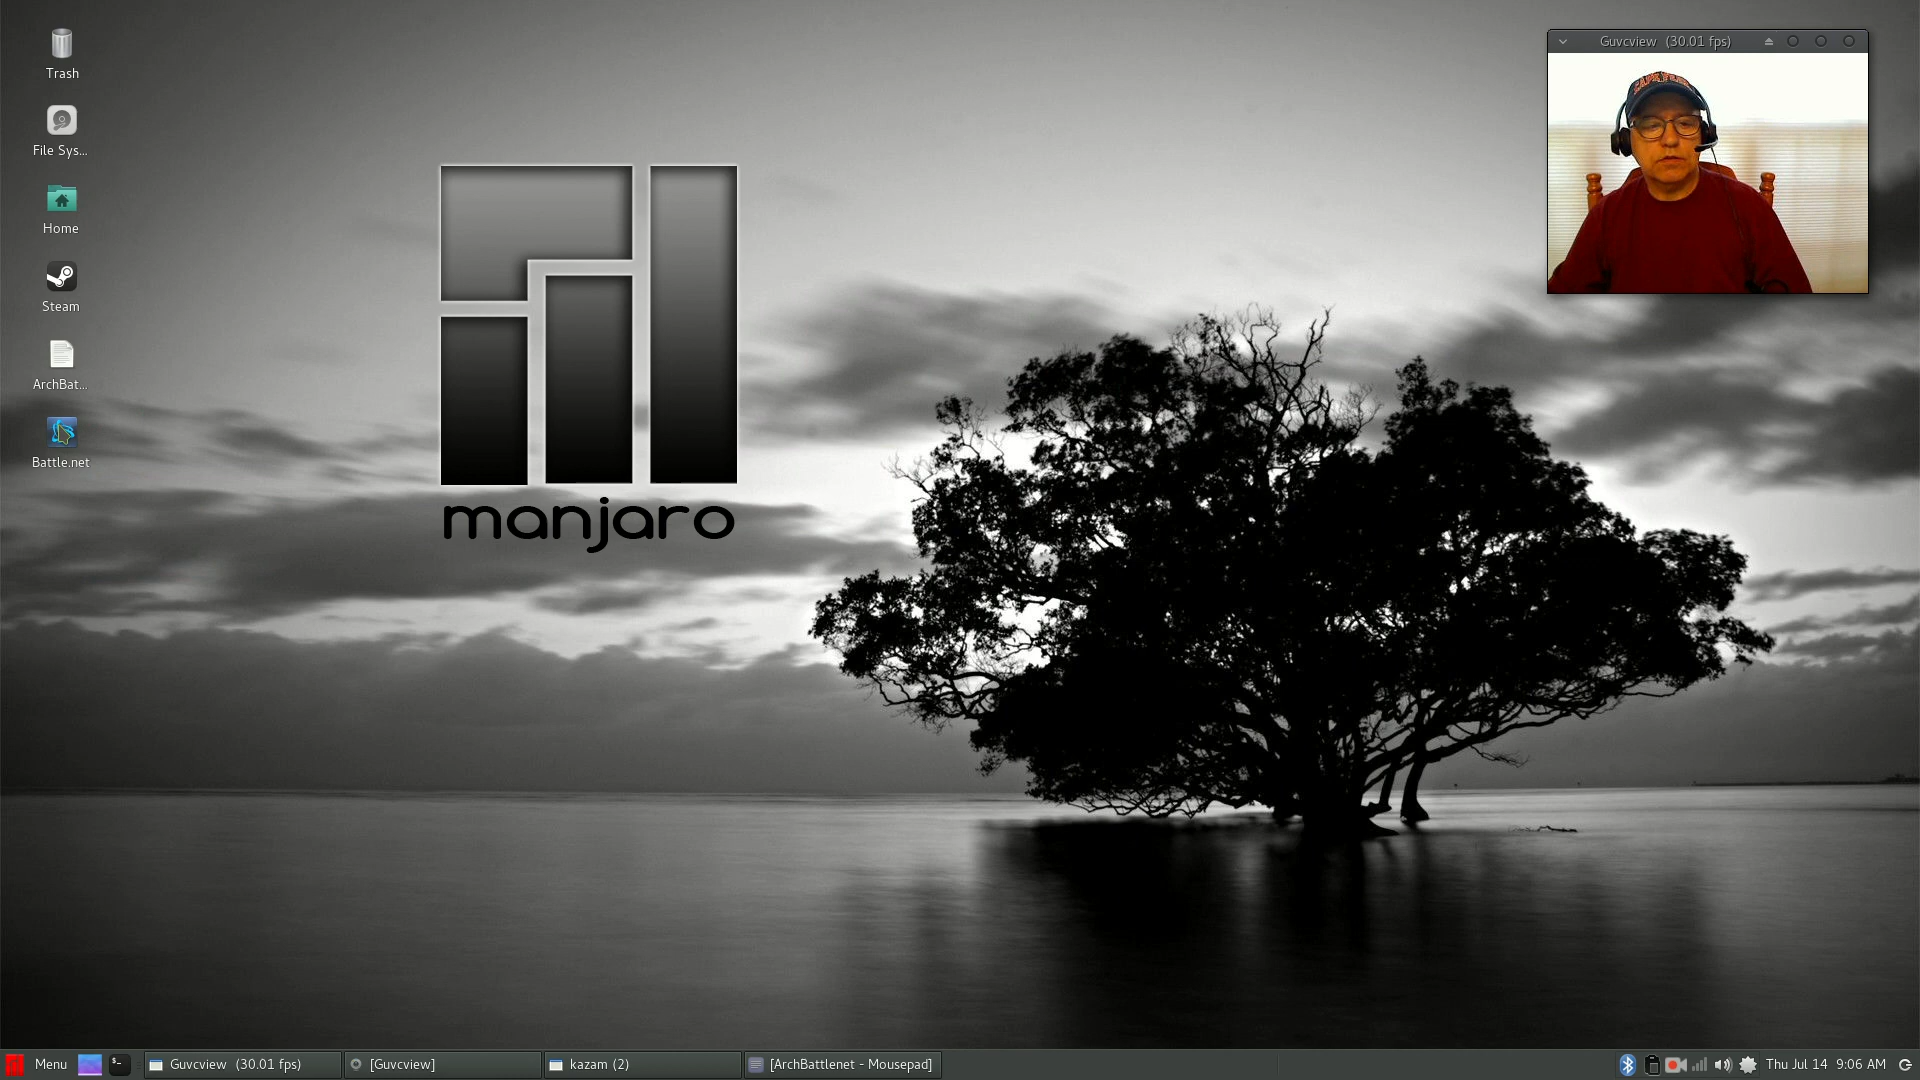 Trash
File Sys...
Home
Steam
ArchBat...
Battle.net
manjaro
Guvcview (30.01 fps)
Menu
Guvcview (30.01 fps)
[Guvcview]
kazam (2)
[ArchBattlenet - Mousepad]
Thu Jul 14 9:06 AM